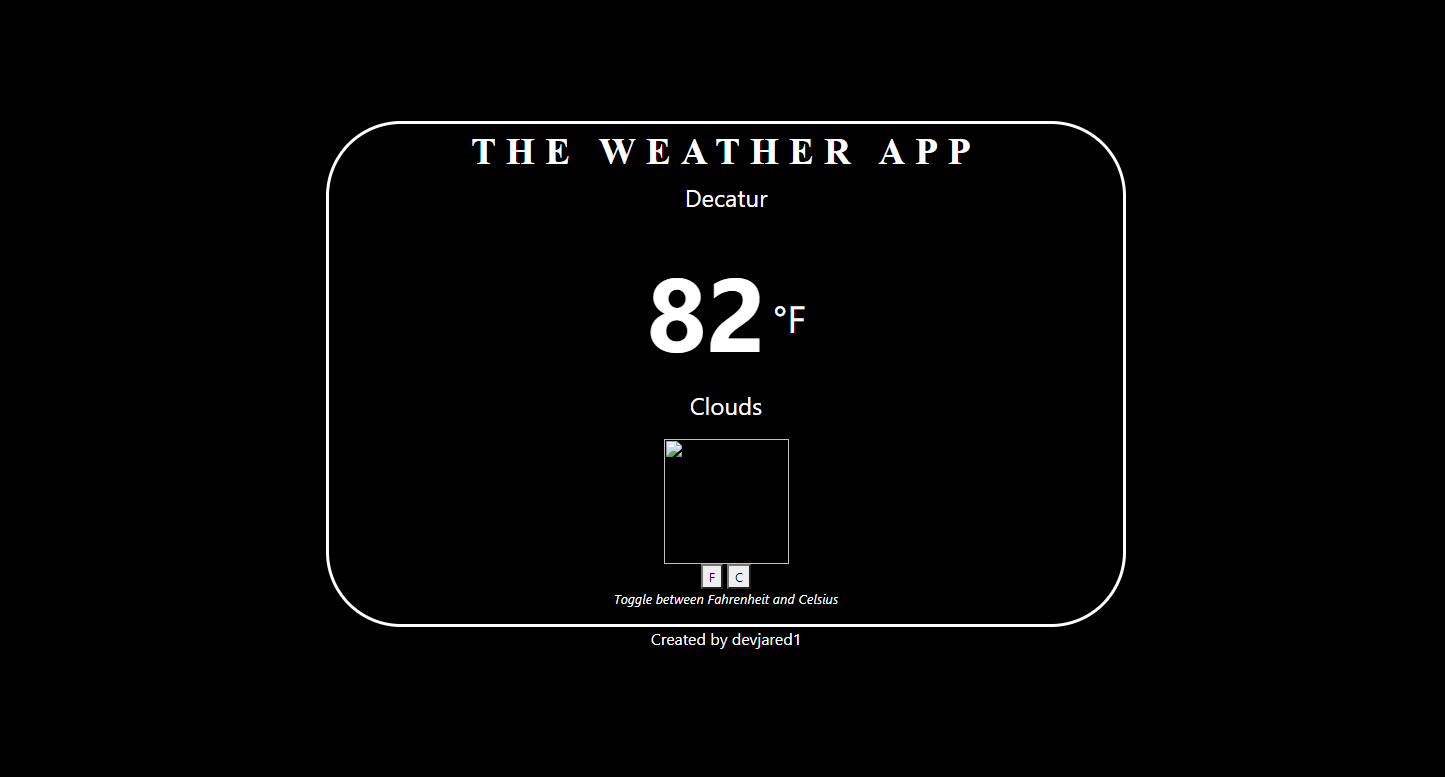 THE WEATHER APP
Decatur
82 °F
Clouds
F C
Toggle between Fahrenheit and Celsius
Created by devjared1